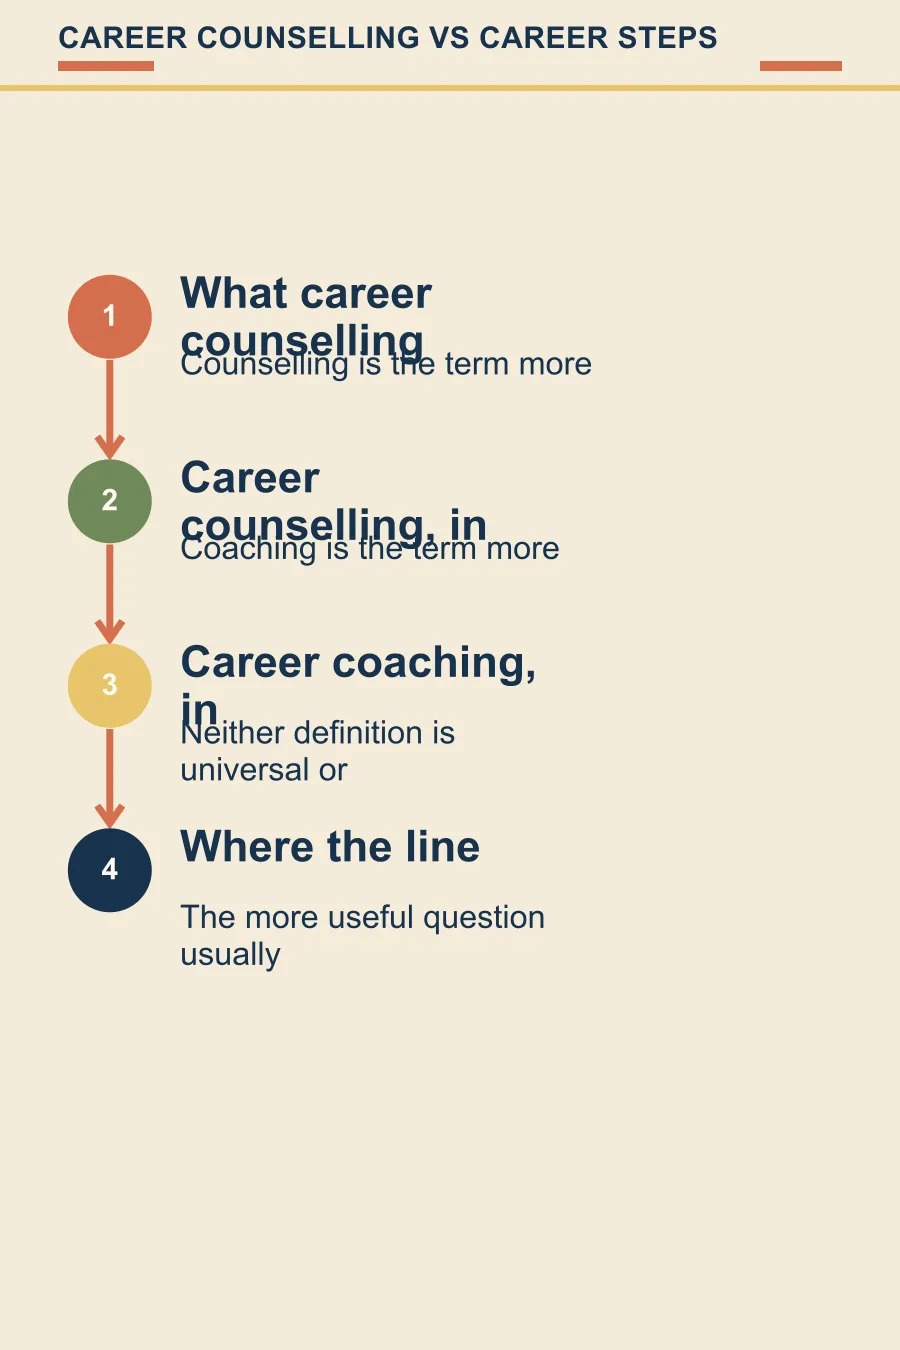 CAREER COUNSELLING VS CAREER STEPS
1
What career
counselling
Counselling is the term more
2
Career
counselling, in
Coaching is the term more
3
Career coaching,
in
Neither definition is
universal or
4
Where the line
The more useful question
usually